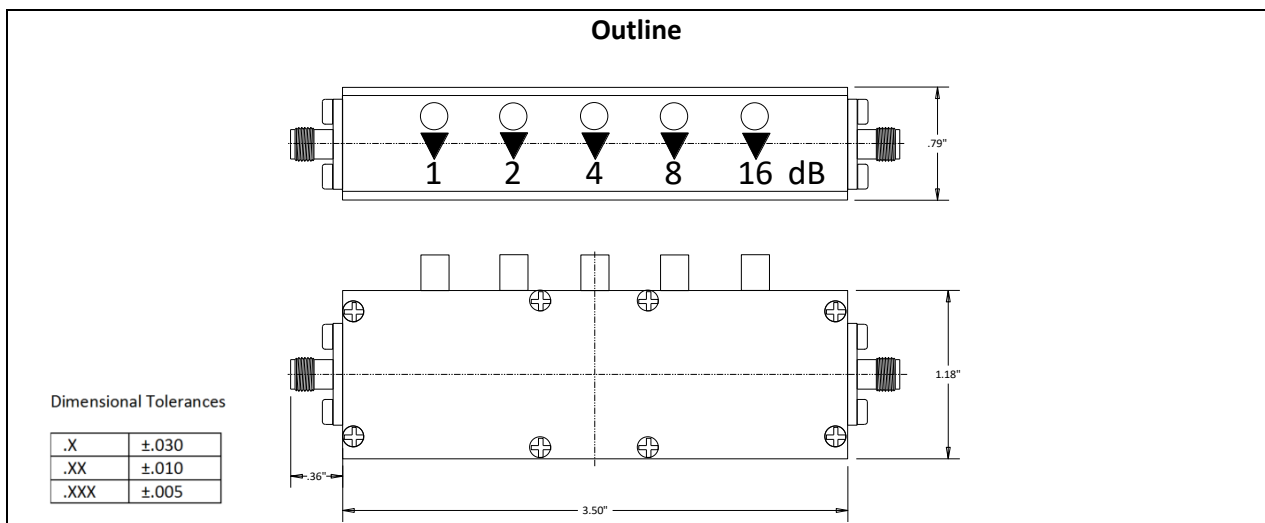 Outline
.79"
1 2 4 8 16 dB
1.18"
Dimensional Tolerances
.X ±.030
.XX ±.010
.XXX ±.005
.36"
3.50"